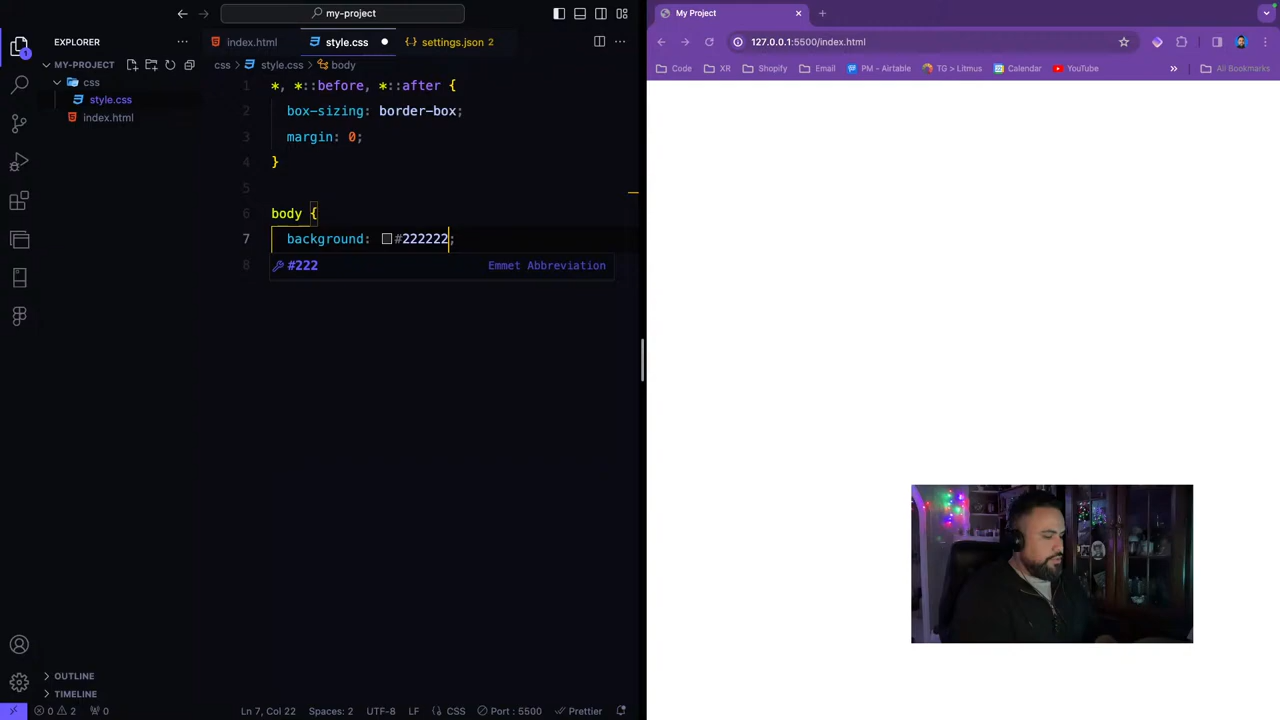 my-project
My Project
EXPLORER
index.html
style.css
settings.json 2
127.0.0.1:5500/index.html
MY-PROJECT
css > style.css > body
Code
XR
Shopify
Email
PM - Airtable
TG > Litmus
Calendar
YouTube
»
All Bookmarks
css
style.css
index.html
1 *, *::before, *::after {
2 box-sizing: border-box;
3 margin: 0;
4 }
5
6 body {
7 background: #222222;
8
#222 Emmet Abbreviation
1
OUTLINE
TIMELINE
0 2 0
Ln 7, Col 22
Spaces: 2
UTF-8
LF
{} CSS
Port : 5500
Prettier